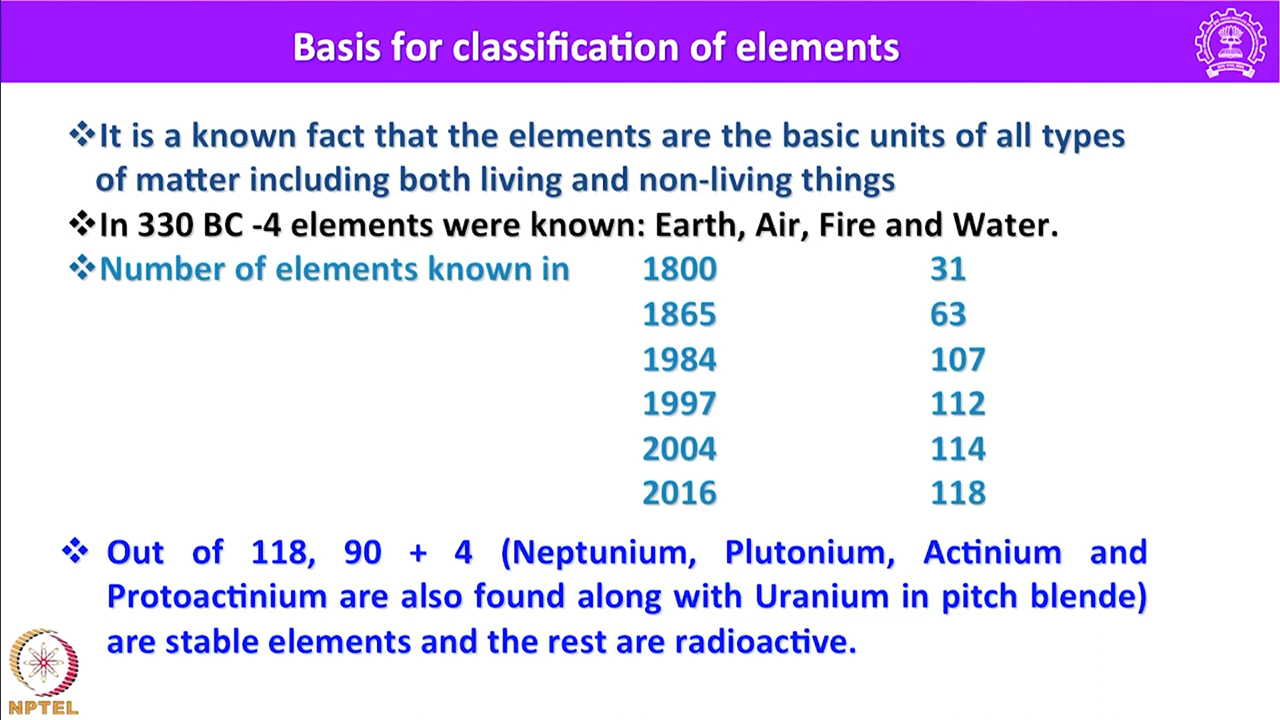 Basis for classification of elements
❖It is a known fact that the elements are the basic units of all types
of matter including both living and non-living things
❖In 330 BC -4 elements were known: Earth, Air, Fire and Water.
❖Number of elements known in 1800 31
1865 63
1984 107
1997 112
2004 114
2016 118
❖ Out of 118, 90 + 4 (Neptunium, Plutonium, Actinium and
Protoactinium are also found along with Uranium in pitch blende)
are stable elements and the rest are radioactive.
NPTEL